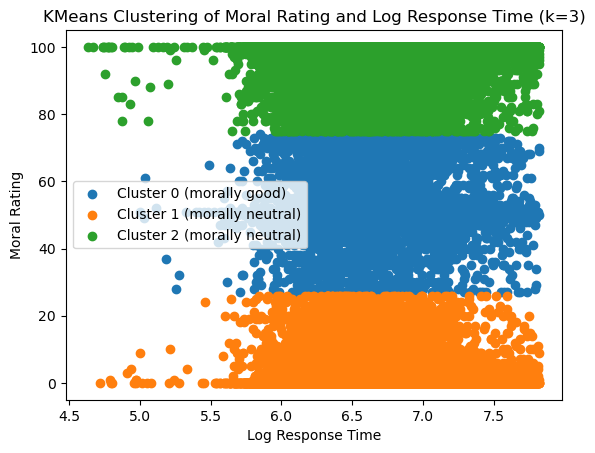 KMeans Clustering of Moral Rating and Log Response Time (k=3)
100
80
60
40
20
0
Moral Rating
Cluster 0 (morally good)
Cluster 1 (morally neutral)
Cluster 2 (morally neutral)
4.5 5.0 5.5 6.0 6.5 7.0 7.5
Log Response Time